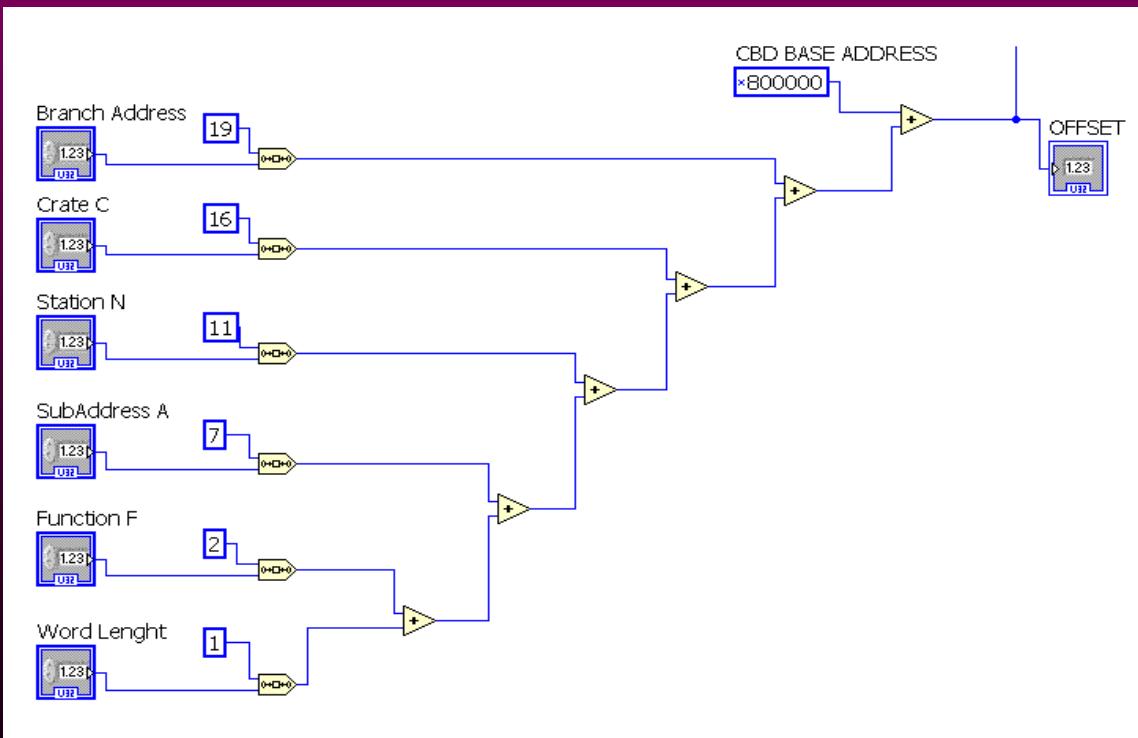 CBD BASE ADDRESS
×800000
Branch Address
19
1.23
U32
OFFSET
1.23
U32
Crate C
16
1.23
U32
Station N
11
1.23
U32
SubAddress A
7
1.23
U32
Function F
2
1.23
U32
Word Lenght
1
1.23
U32